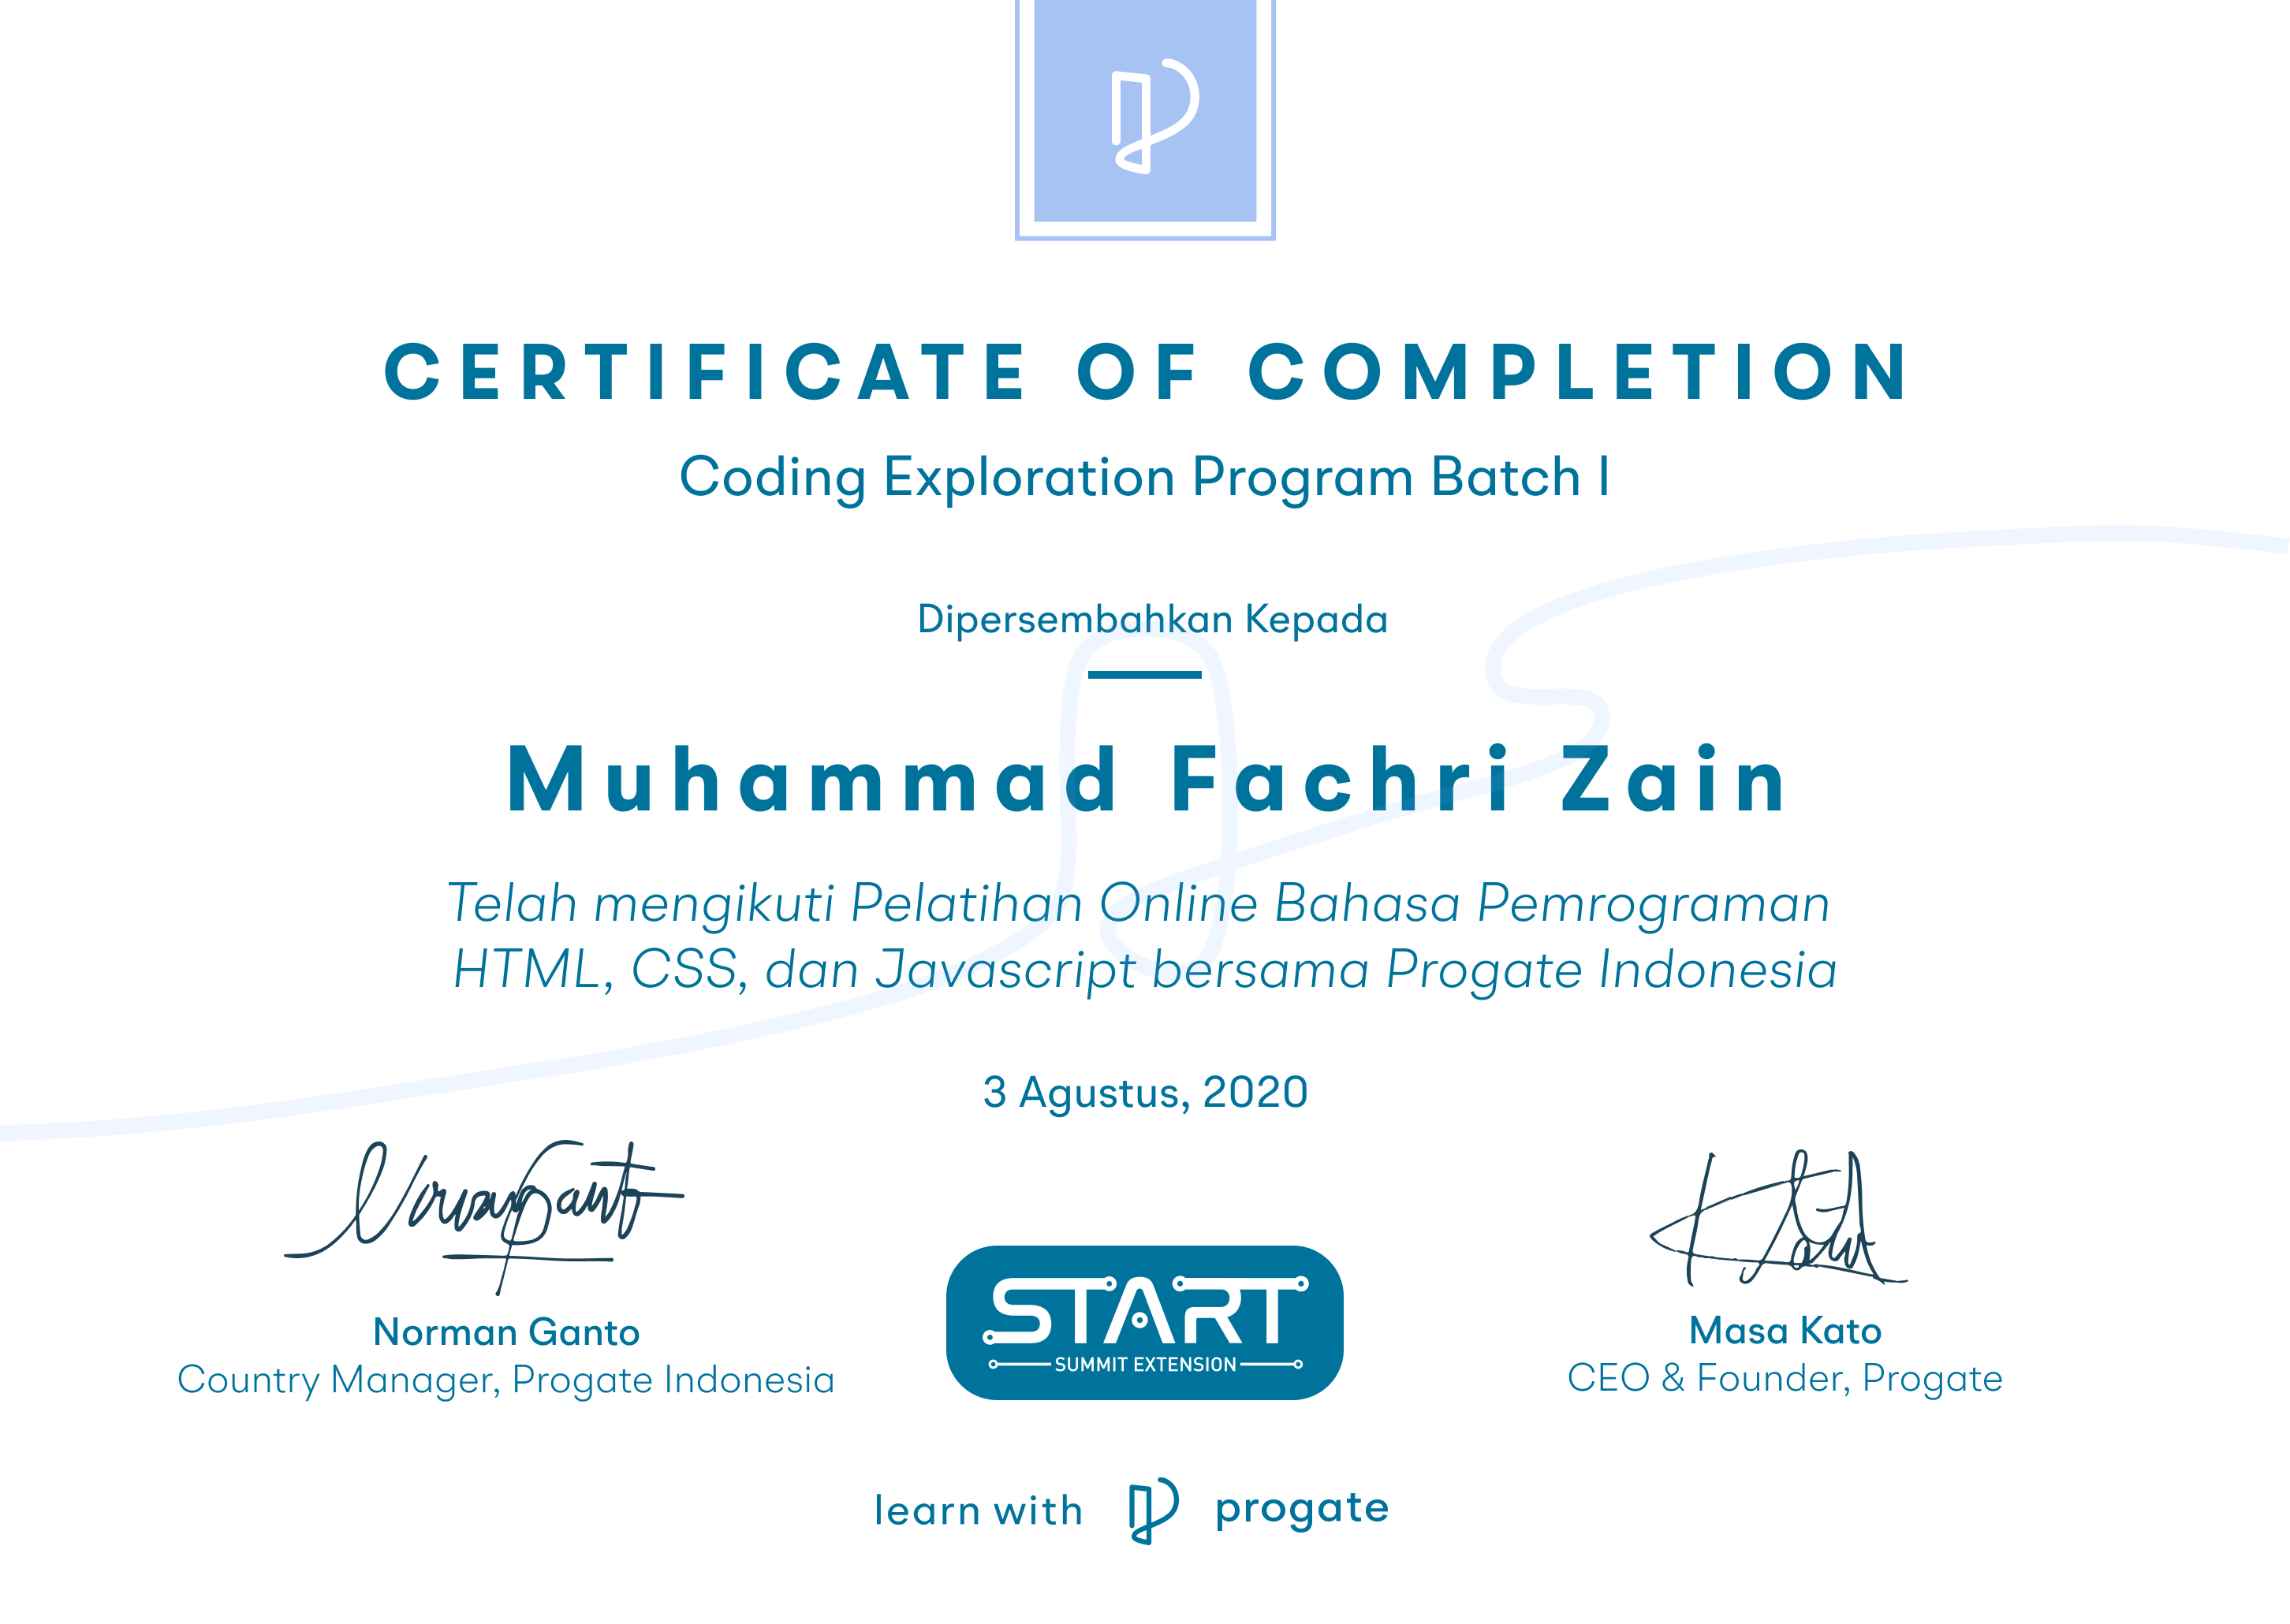 CERTIFICATE OF COMPLETION
Coding Exploration Program Batch I
Dipersembahkan Kepada
Muhammad Fachri Zain
Telah mengikuti Pelatihan Online Bahasa Pemrograman
HTML, CSS, dan Javascript bersama Progate Indonesia
3 Agustus, 2020
Norman Ganto
Country Manager, Progate Indonesia
START
SUMMIT EXTENSION
Masa Kato
CEO & Founder, Progate
learn with progate